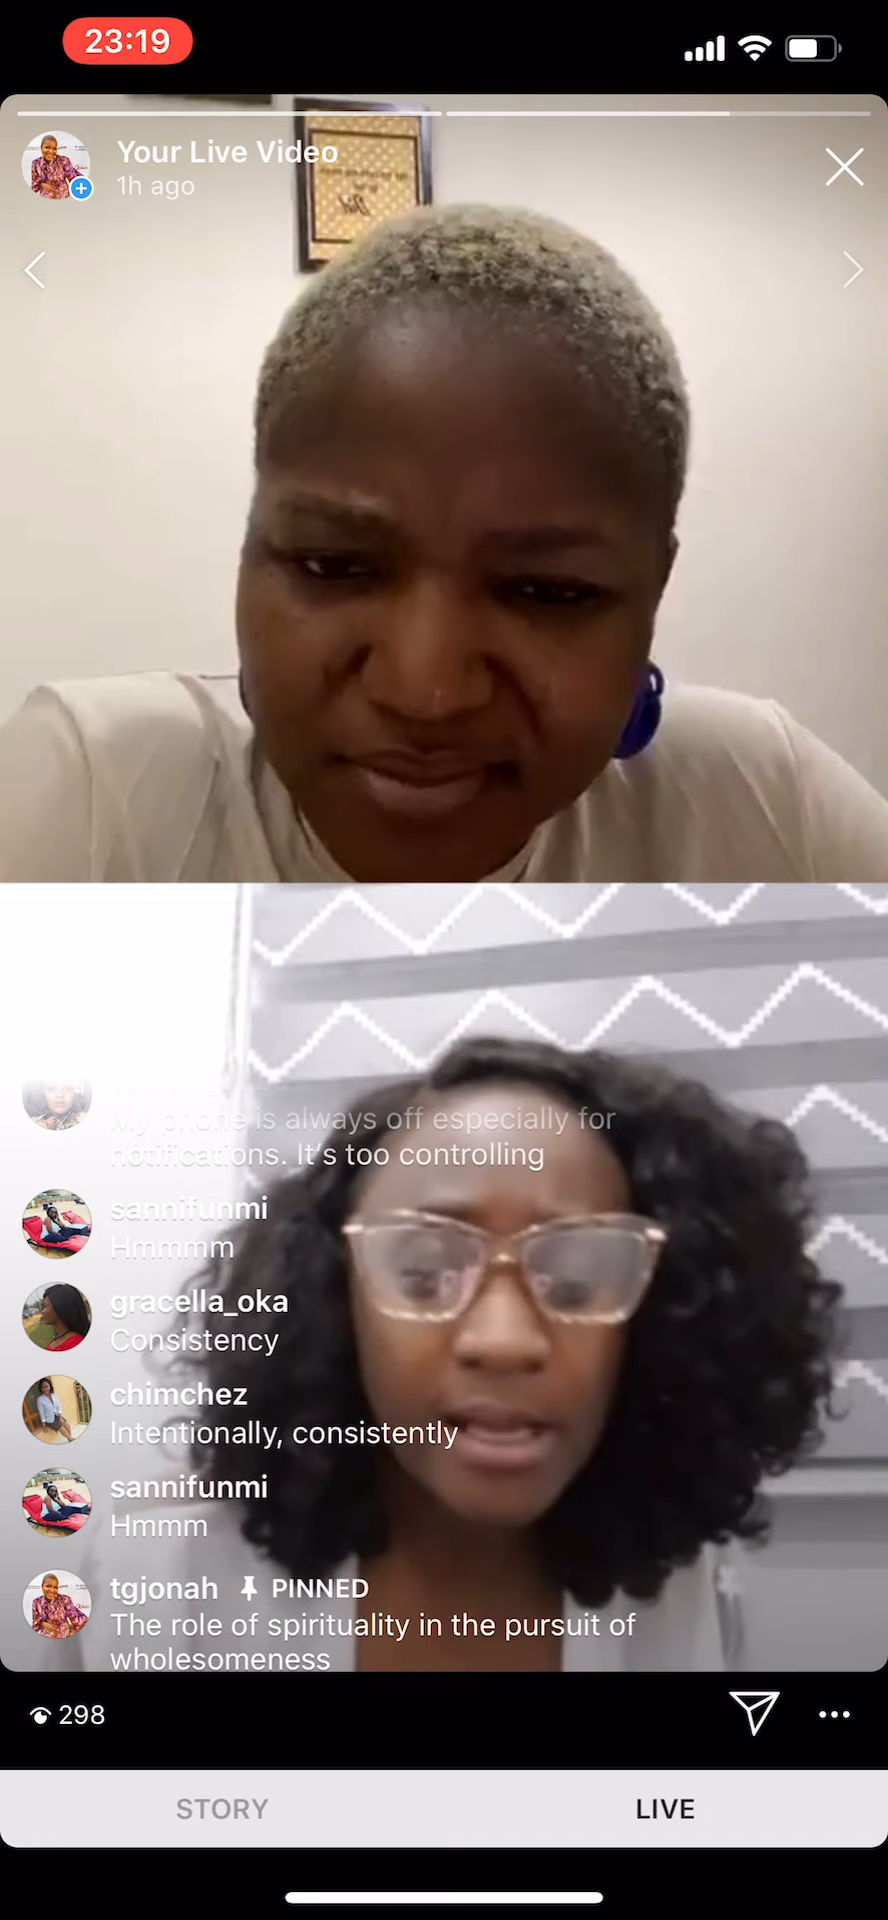 23:19
Your Live Video
1h ago
My phone is always off especially for
notifications. It's too controlling
sannifunmi
Hmmmm
gracella_oka
Consistency
chimchez
Intentionally, consistently
sannifunmi
Hmmm
tgjonah PINNED
The role of spirituality in the pursuit of
wholesomeness
298
STORY
LIVE